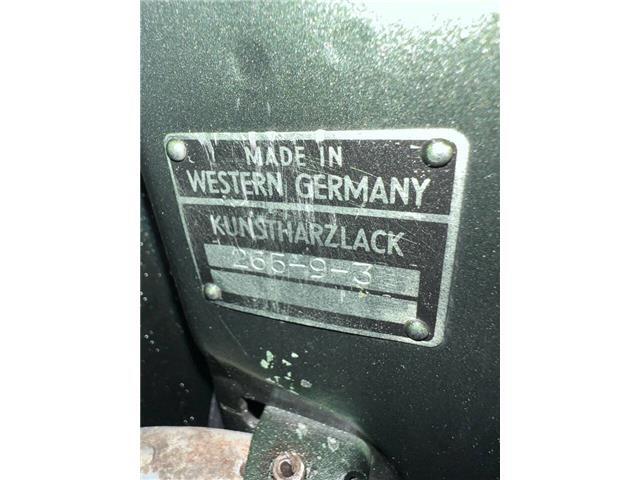 MADE IN
WESTERN GERMANY
KUNSTHARZLACK
265-9-3